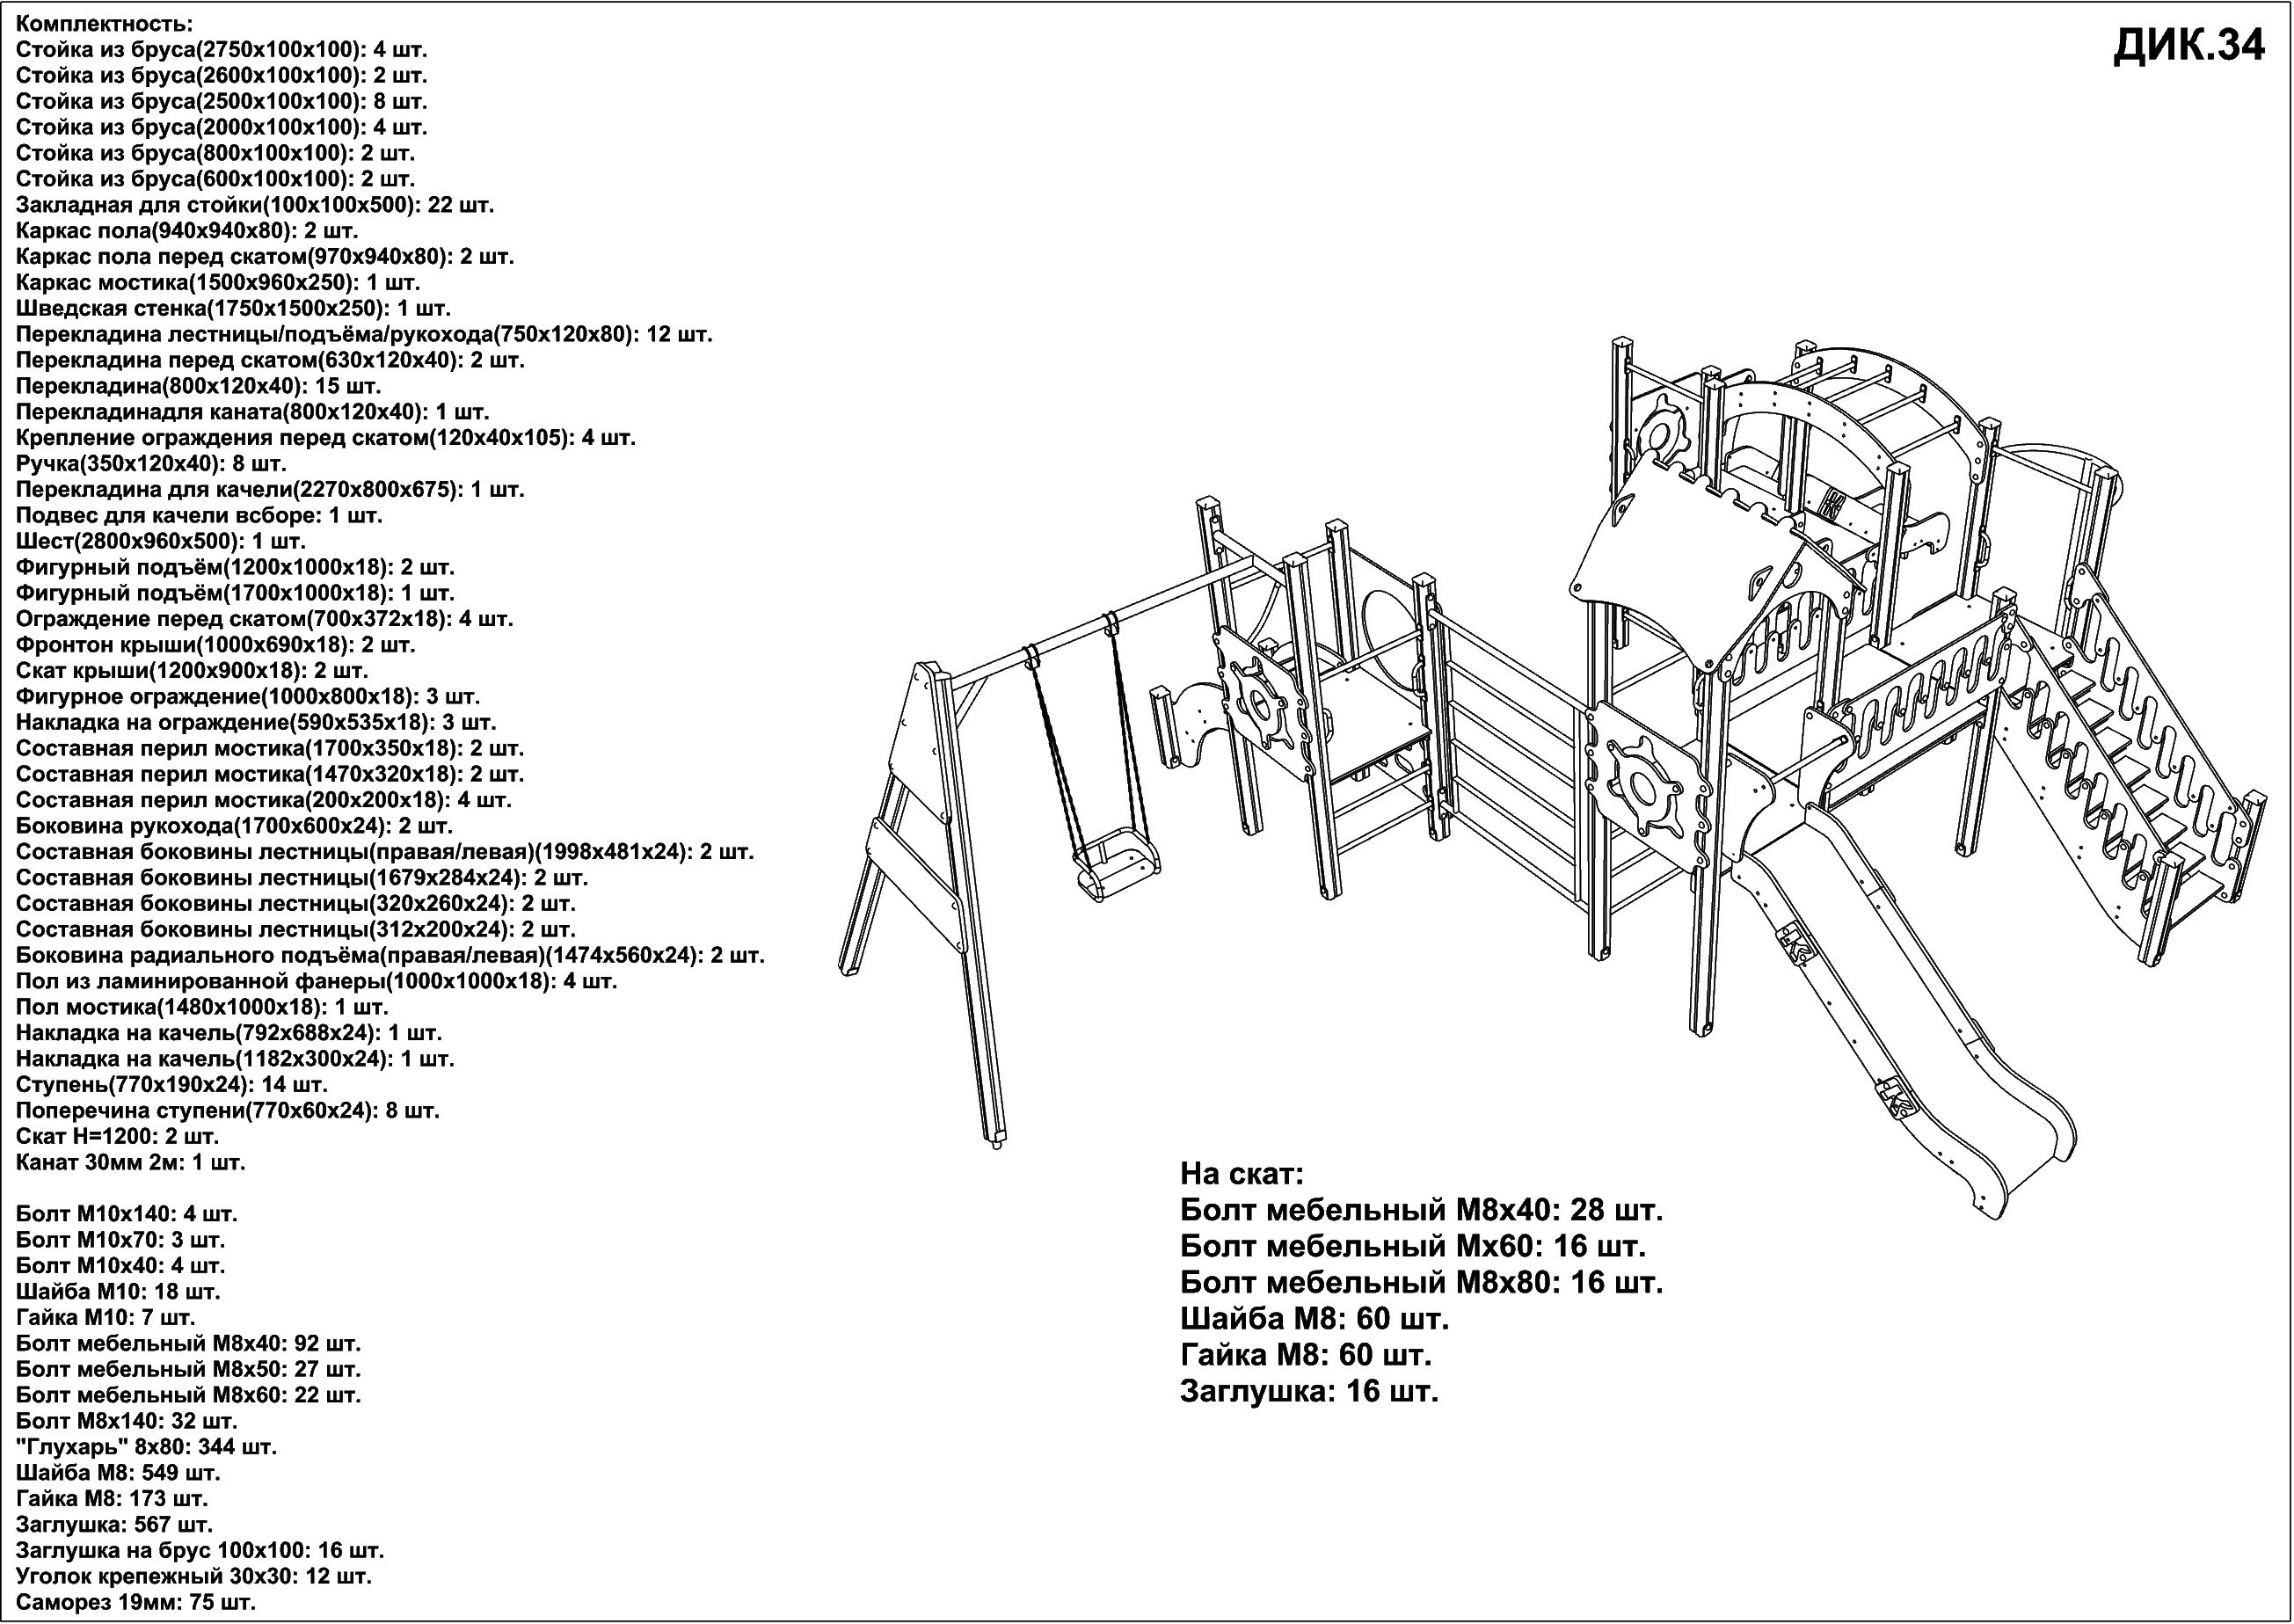 Комплектность:
Стойка из бруса(2750х100х100): 4 шт.
Стойка из бруса(2600х100х100): 2 шт.
Стойка из бруса(2500х100х100): 8 шт.
Стойка из бруса(2000х100х100): 4 шт.
Стойка из бруса(800х100х100): 2 шт.
Стойка из бруса(600х100х100): 2 шт.
Закладная для стойки(100х100х500): 22 шт.
Каркас пола(940х940х80): 2 шт.
Каркас пола перед скатом(970х940х80): 2 шт.
Каркас мостика(1500х960х250): 1 шт.
Шведская стенка(1750х1500х250): 1 шт.
Перекладина лестницы/подъёма/рукохода(750х120х80): 12 шт.
Перекладина перед скатом(630х120х40): 2 шт.
Перекладина(800х120х40): 15 шт.
Перекладинадля каната(800х120х40): 1 шт.
Крепление ограждения перед скатом(120х40х105): 4 шт.
Ручка(350х120х40): 8 шт.
Перекладина для качели(2270х800х675): 1 шт.
Подвес для качели всборе: 1 шт.
Шест(2800х960х500): 1 шт.
Фигурный подъём(1200х1000х18): 2 шт.
Фигурный подъём(1700х1000х18): 1 шт.
Ограждение перед скатом(700х372х18): 4 шт.
Фронтон крыши(1000х690х18): 2 шт.
Скат крыши(1200х900х18): 2 шт.
Фигурное ограждение(1000х800х18): 3 шт.
Накладка на ограждение(590х535х18): 3 шт.
Составная перил мостика(1700х350х18): 2 шт.
Составная перил мостика(1470х320х18): 2 шт.
Составная перил мостика(200х200х18): 4 шт.
Боковина рукохода(1700х600х24): 2 шт.
Составная боковины лестницы(правая/левая)(1998х481х24): 2 шт.
Составная боковины лестницы(1679х284х24): 2 шт.
Составная боковины лестницы(320х260х24): 2 шт.
Составная боковины лестницы(312х200х24): 2 шт.
Боковина радиального подъёма(правая/левая)(1474х560х24): 2 шт.
Пол из ламинированной фанеры(1000х1000х18): 4 шт.
Пол мостика(1480х1000х18): 1 шт.
Накладка на качель(792х688х24): 1 шт.
Накладка на качель(1182х300х24): 1 шт.
Ступень(770х190х24): 14 шт.
Поперечина ступени(770х60х24): 8 шт.
Скат Н=1200: 2 шт.
Канат 30мм 2м: 1 шт.
Болт М10х140: 4 шт.
Болт М10х70: 3 шт.
Болт М10х40: 4 шт.
Шайба М10: 18 шт.
Гайка М10: 7 шт.
Болт мебельный М8х40: 92 шт.
Болт мебельный М8х50: 27 шт.
Болт мебельный М8х60: 22 шт.
Болт М8х140: 32 шт.
"Глухарь" 8х80: 344 шт.
Шайба М8: 549 шт.
Гайка М8: 173 шт.
Заглушка: 567 шт.
Заглушка на брус 100х100: 16 шт.
Уголок крепежный 30х30: 12 шт.
Саморез 19мм: 75 шт.
ДИК.34
На скат:
Болт мебельный М8х40: 28 шт.
Болт мебельный Мх60: 16 шт.
Болт мебельный М8х80: 16 шт.
Шайба М8: 60 шт.
Гайка М8: 60 шт.
Заглушка: 16 шт.